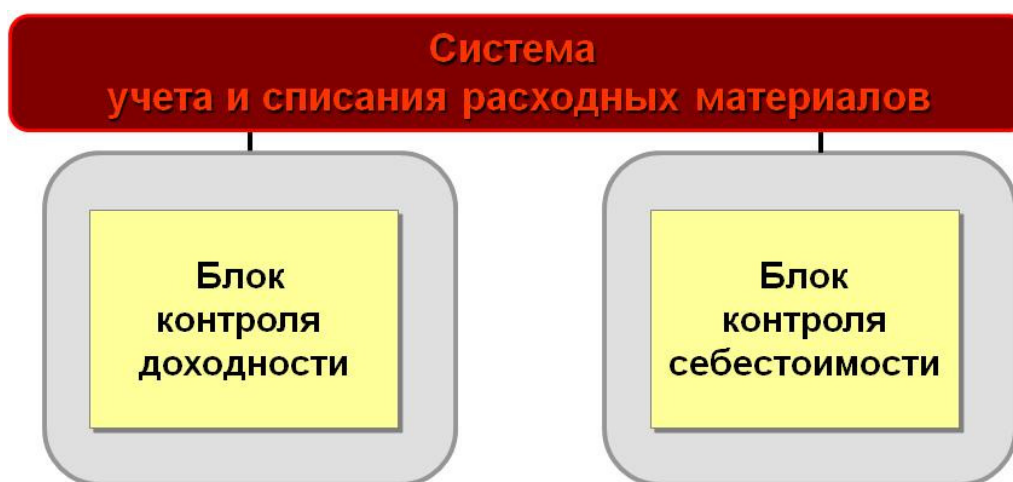 Система
учета и списания расходных материалов
Блок
контроля
доходности
Блок
контроля
себестоимости